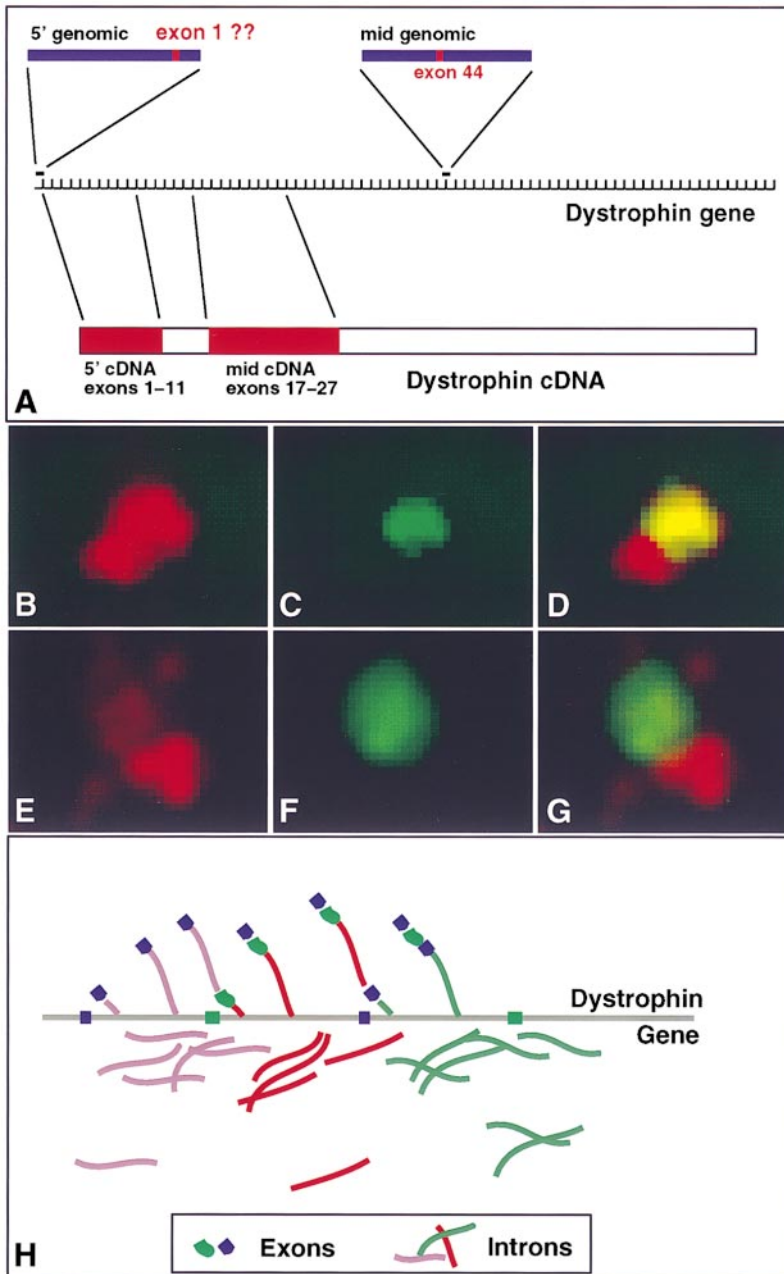 5' genomic
exon 1 ??
mid genomic
exon 44
Dystrophin gene
5' cDNA
exons 1–11
mid cDNA
exons 17–27
Dystrophin cDNA
A
B
C
D
E
F
G
Dystrophin
Gene
H
Exons
Introns